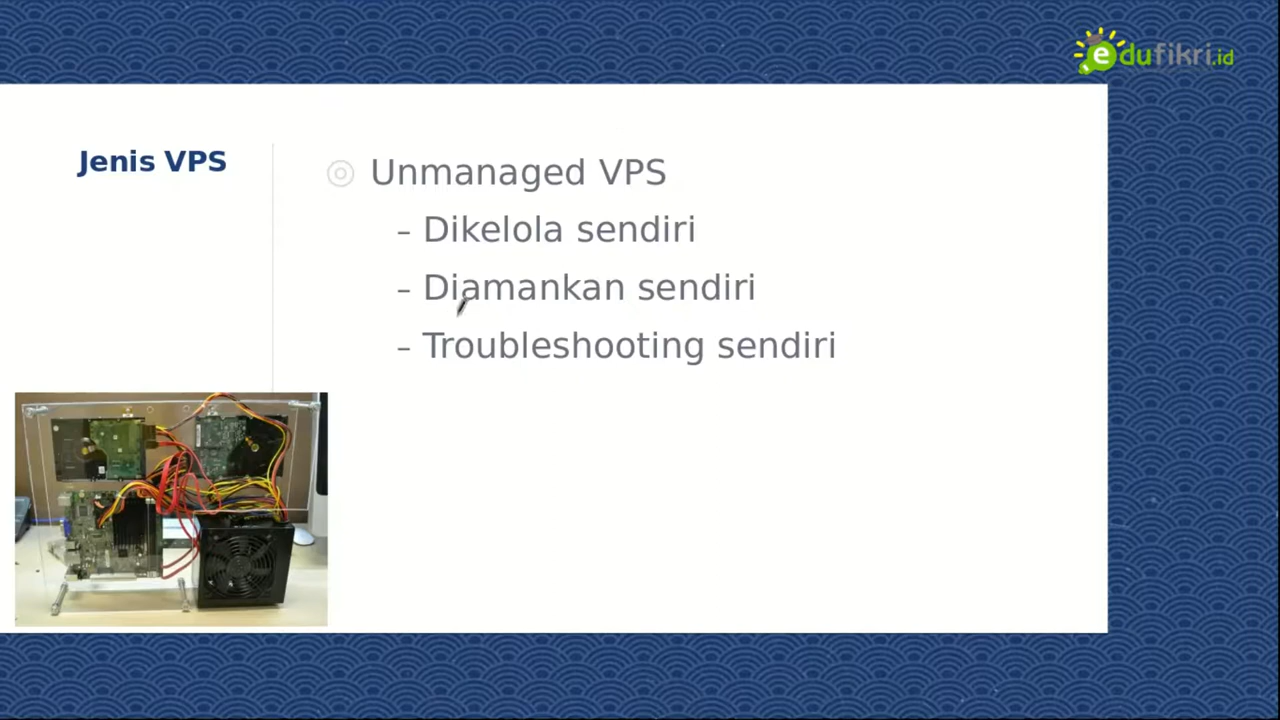 edufikri.id
Jenis VPS
Unmanaged VPS
– Dikelola sendiri
– Diamankan sendiri
– Troubleshooting sendiri